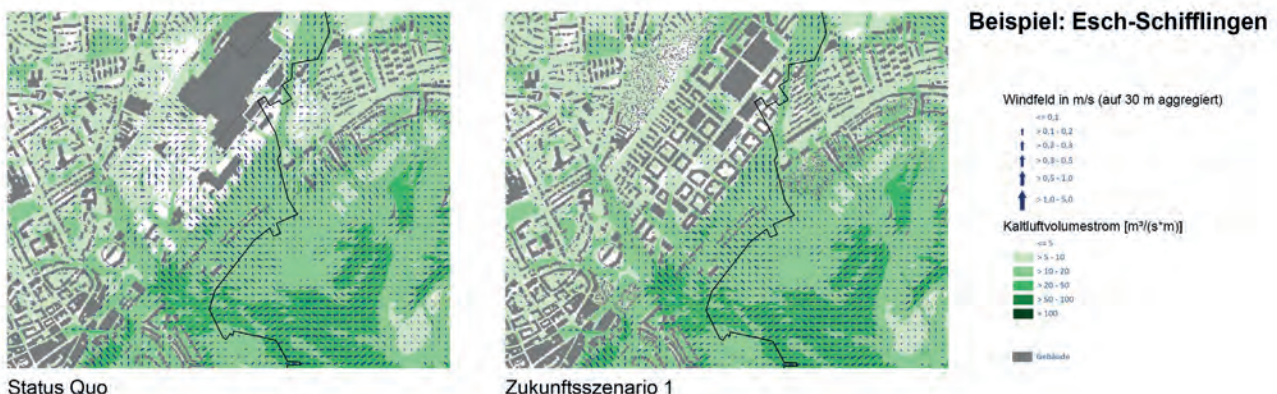 Beispiel: Esch-Schifflingen
Windfeld in m/s (auf 30 m aggregiert)
<= 0,1
> 0,1 - 0,2
> 0,2 - 0,3
> 0,3 - 0,5
> 0,5 - 1,0
> 1,0 - 5,0
Kaltluftvolumestrom [m³/(s*m)]
<= 5
> 5 - 10
> 10 - 20
> 20 - 50
> 50 - 100
> 100
Gebäude
Status Quo
Zukunftsszenario 1